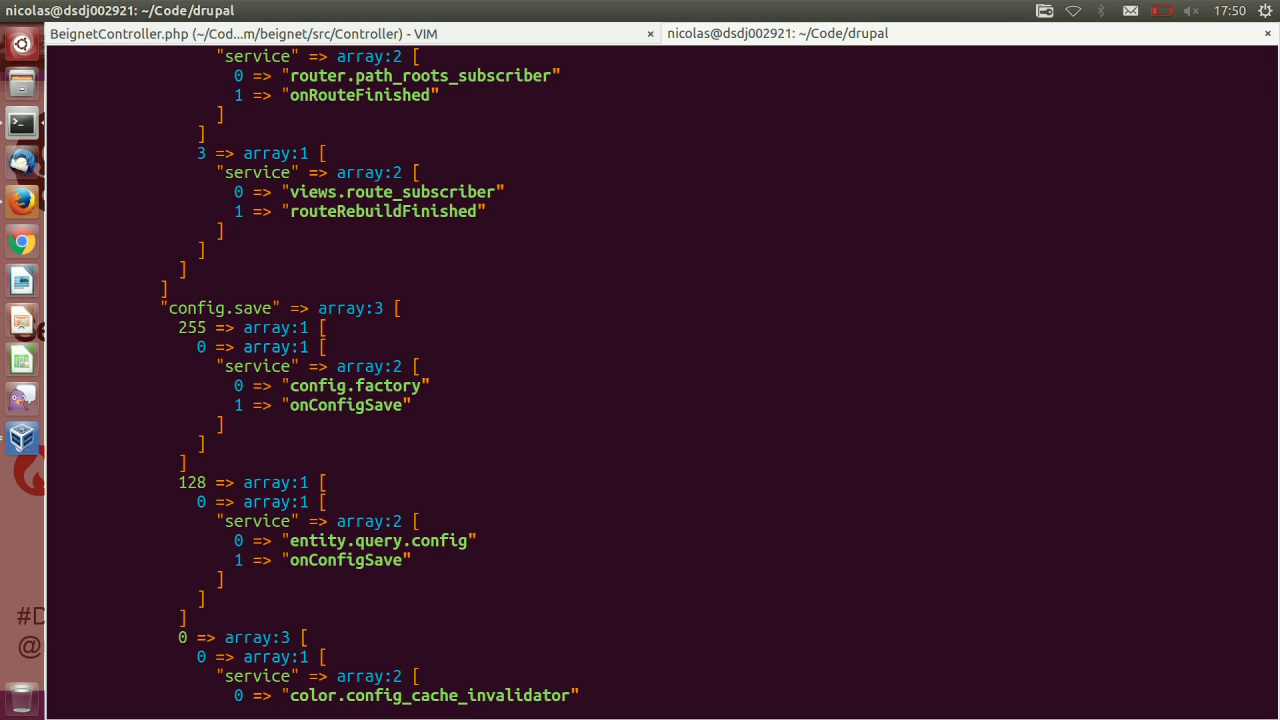 nicolas@dsdj002921: ~/Code/drupal
17:50
BeignetController.php (~/Cod...m/beignet/src/Controller) - VIM × nicolas@dsdj002921: ~/Code/drupal ×
"service" => array:2 [
0 => "router.path_roots_subscriber"
1 => "onRouteFinished"
]
]
3 => array:1 [
"service" => array:2 [
0 => "views.route_subscriber"
1 => "routeRebuildFinished"
]
]
]
]
"config.save" => array:3 [
255 => array:1 [
0 => array:1 [
"service" => array:2 [
0 => "config.factory"
1 => "onConfigSave"
]
]
]
128 => array:1 [
0 => array:1 [
"service" => array:2 [
0 => "entity.query.config"
1 => "onConfigSave"
]
]
]
0 => array:3 [
0 => array:1 [
"service" => array:2 [
0 => "color.config_cache_invalidator"
#D
@